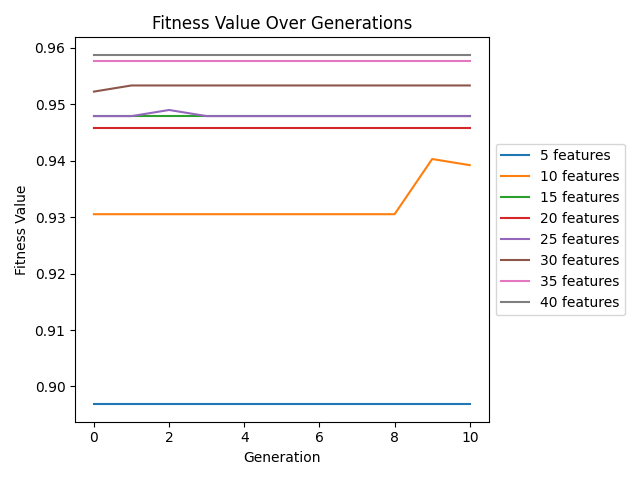 Fitness Value Over Generations
0.96
0.95
0.94
0.93
0.92
0.91
0.90
Fitness Value
0 2 4 6 8 10
Generation
5 features
10 features
15 features
20 features
25 features
30 features
35 features
40 features